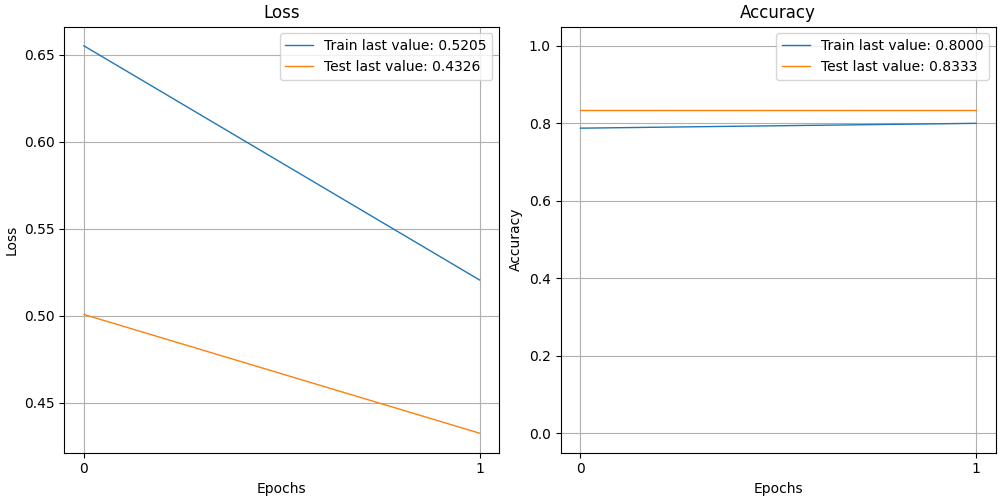 Loss
Train last value: 0.5205
Test last value: 0.4326
0.65
0.60
0.55
0.50
0.45
Loss
0
1
Epochs
Accuracy
Train last value: 0.8000
Test last value: 0.8333
1.0
0.8
0.6
0.4
0.2
0.0
Accuracy
0
1
Epochs